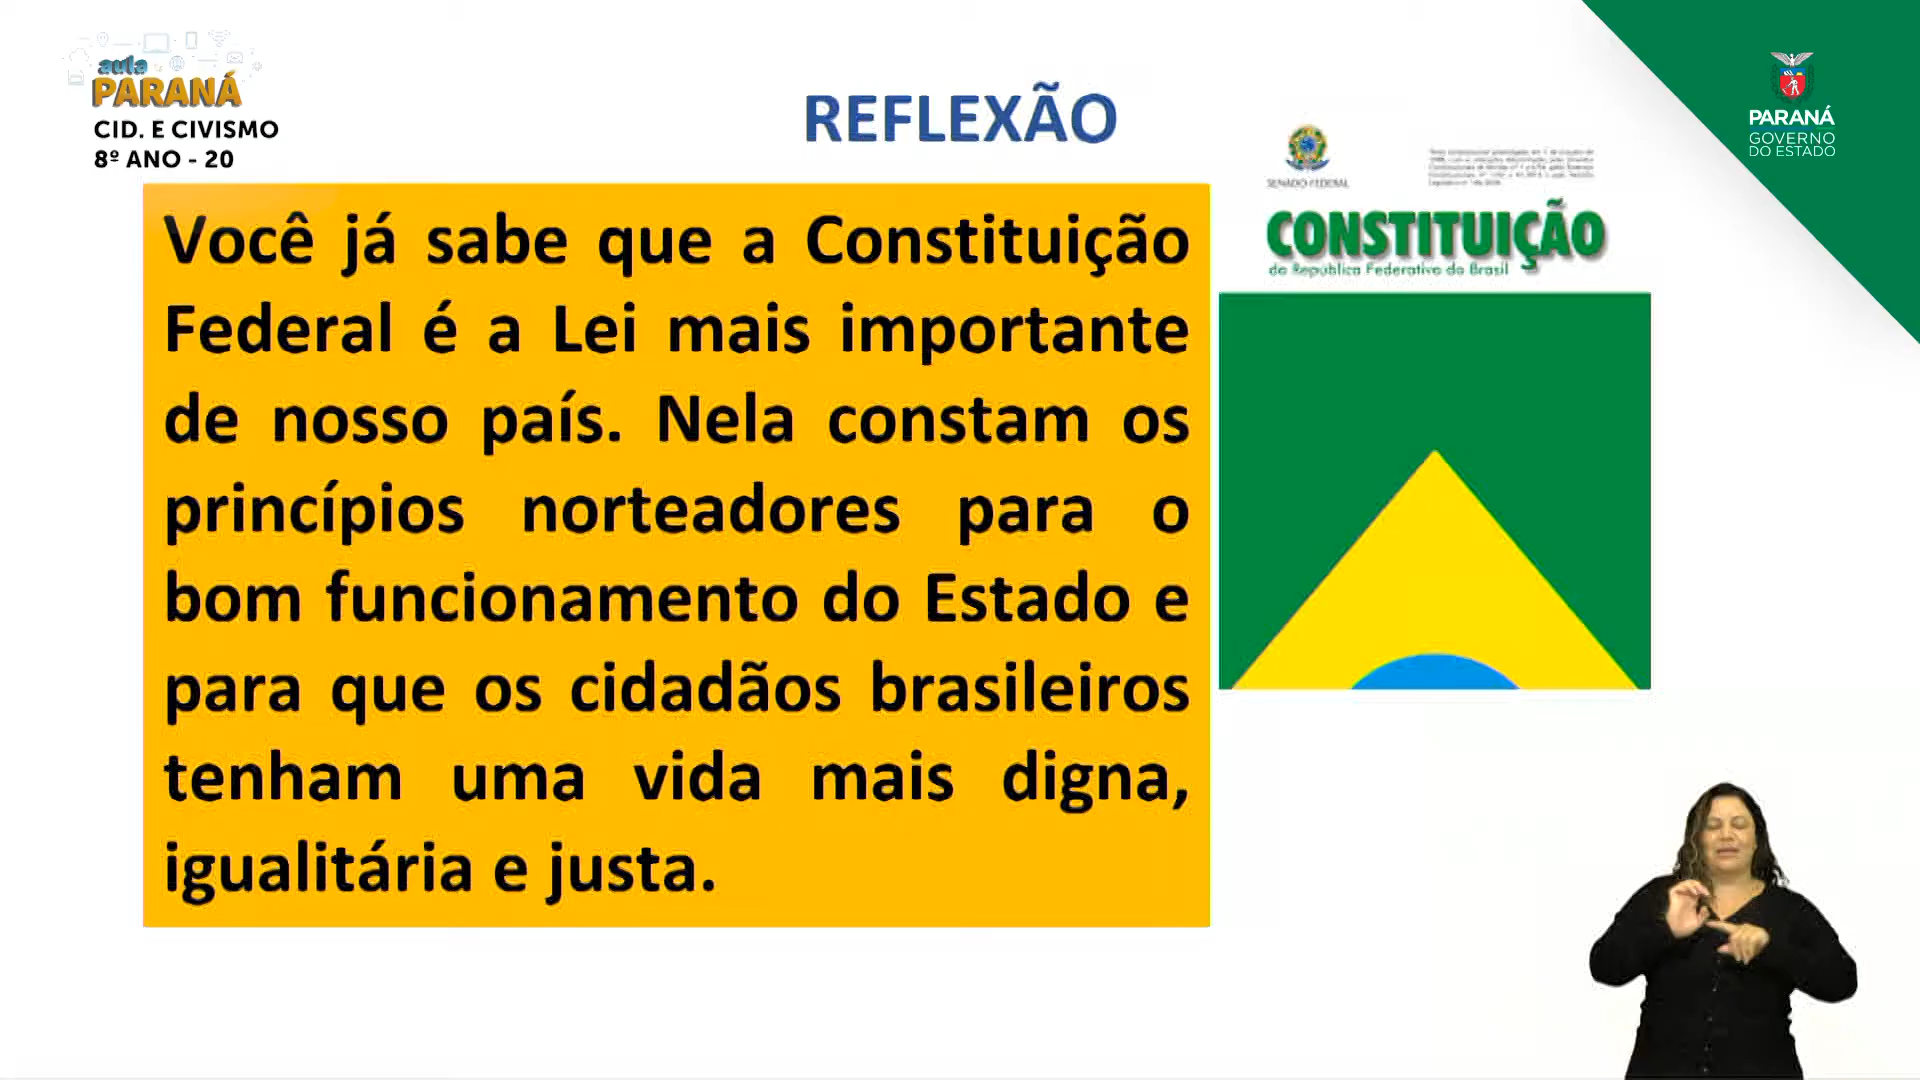 aula
PARANÁ
CID. E CIVISMO
8º ANO - 20
REFLEXÃO
PARANÁ
GOVERNO
DO ESTADO
Você já sabe que a Constituição
Federal é a Lei mais importante
de nosso país. Nela constam os
princípios norteadores para o
bom funcionamento do Estado e
para que os cidadãos brasileiros
tenham uma vida mais digna,
igualitária e justa.
SENADO FEDERAL
CONSTITUIÇÃO
da República Federativa do Brasil